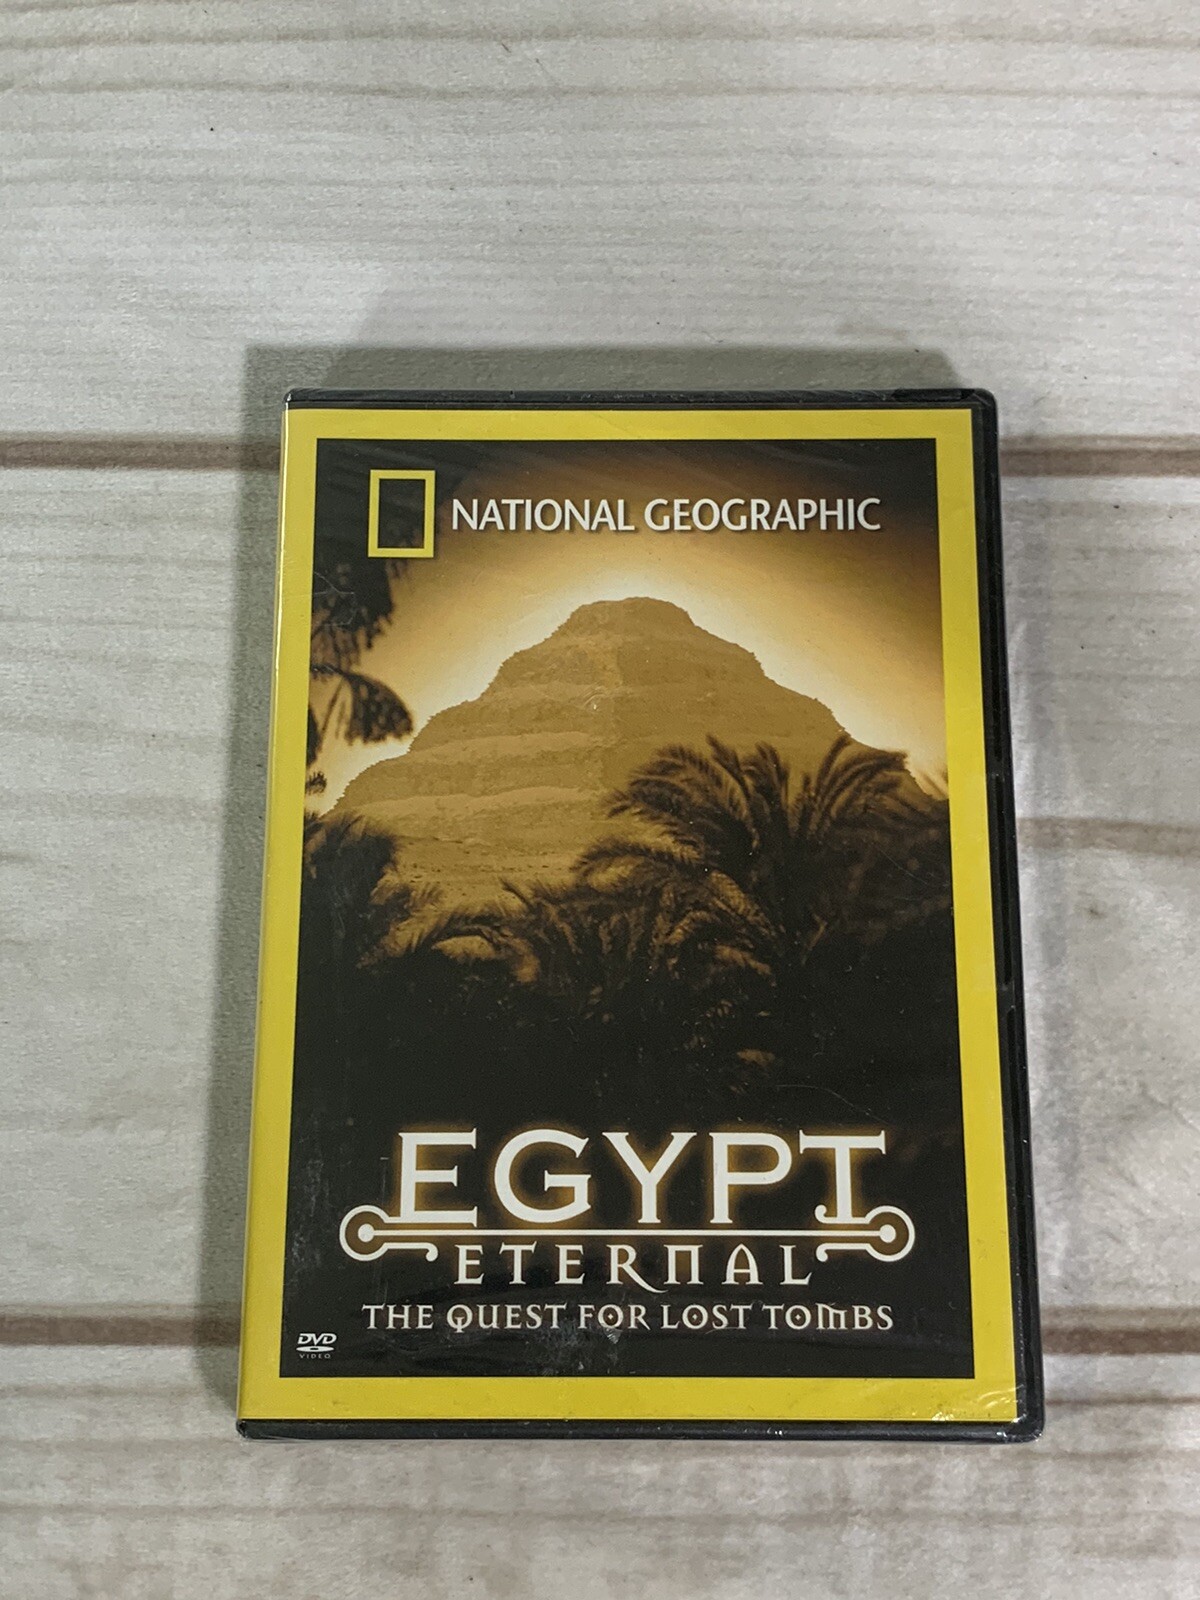 NATIONAL GEOGRAPHIC
EGYPT
ETERNAL
THE QUEST FOR LOST TOMBS
DVD
VIDEO